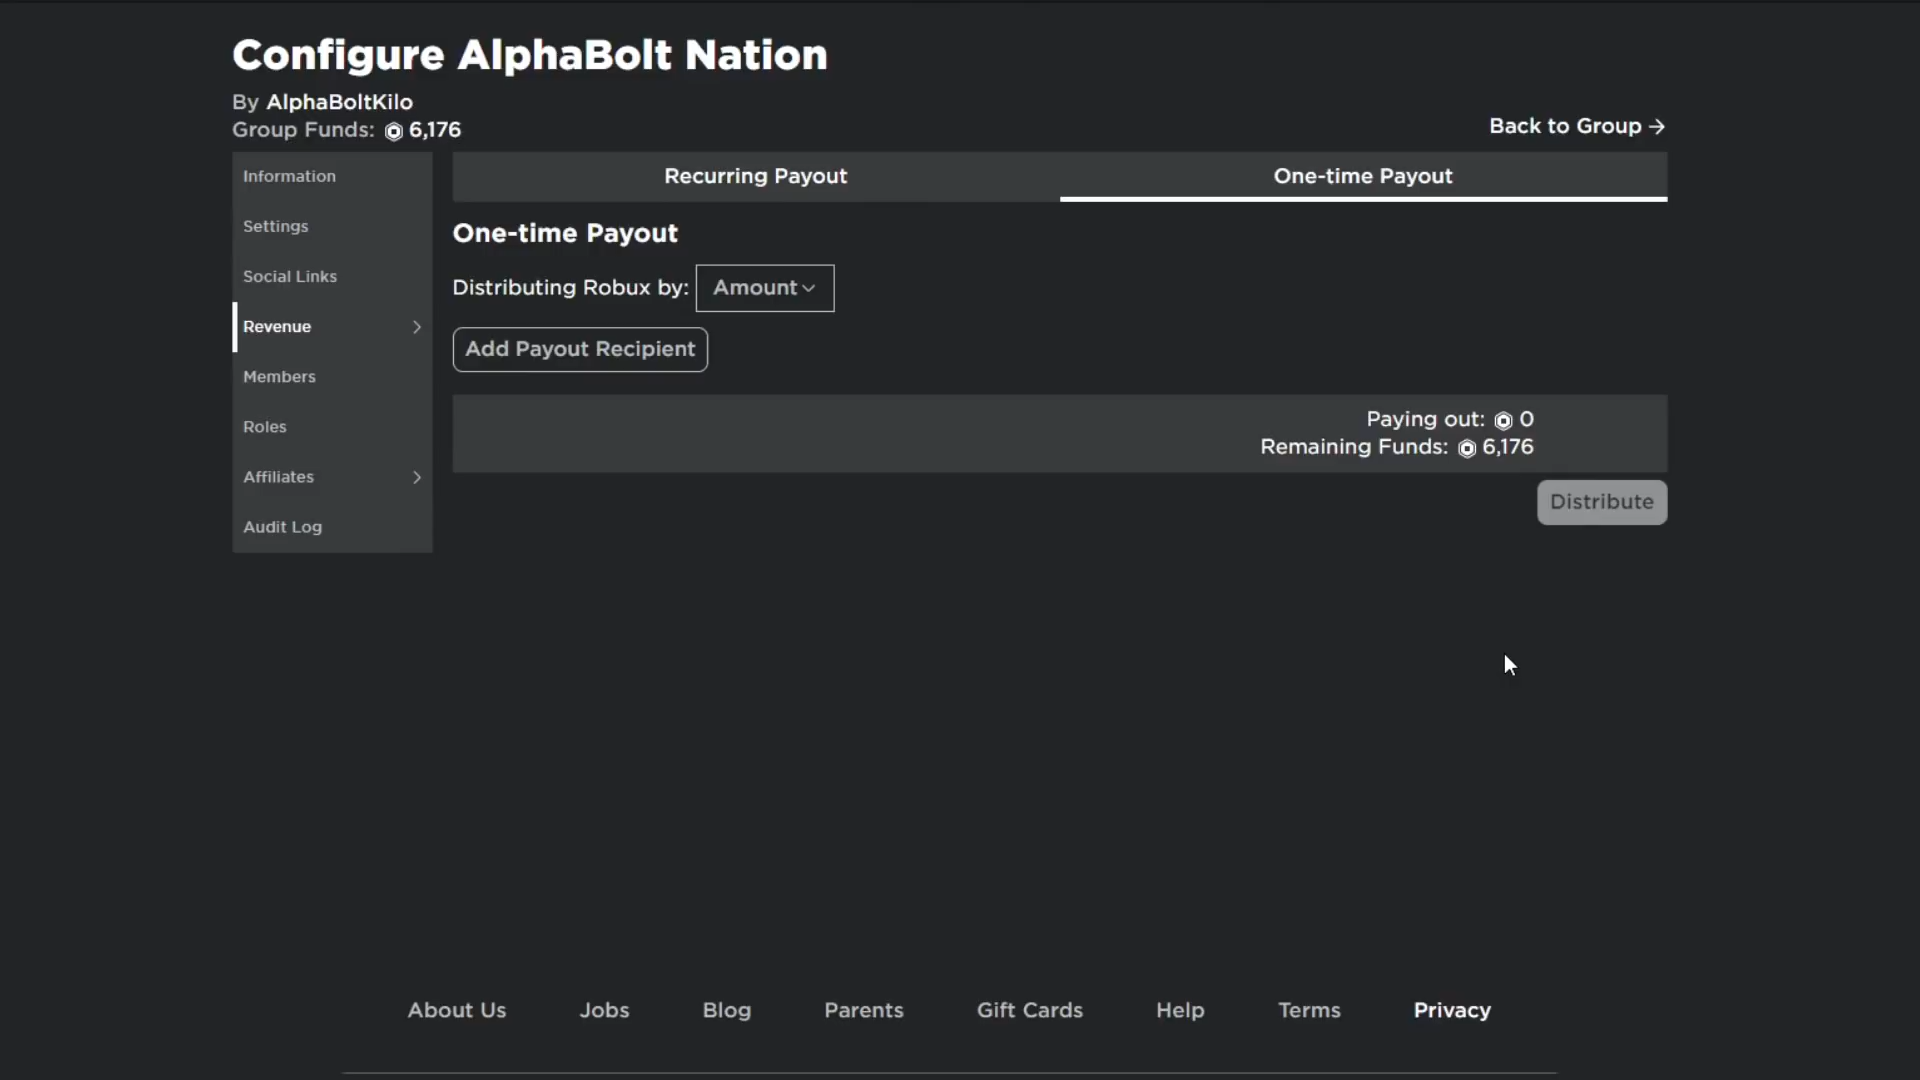 Configure AlphaBolt Nation
By AlphaBoltKilo
Group Funds: 6,176
Back to Group →
Information
Settings
Social Links
Revenue
Members
Roles
Affiliates
Audit Log
Recurring Payout
One-time Payout
One-time Payout
Distributing Robux by: Amount
Add Payout Recipient
Paying out: 0
Remaining Funds: 6,176
Distribute
About Us Jobs Blog Parents Gift Cards Help Terms Privacy